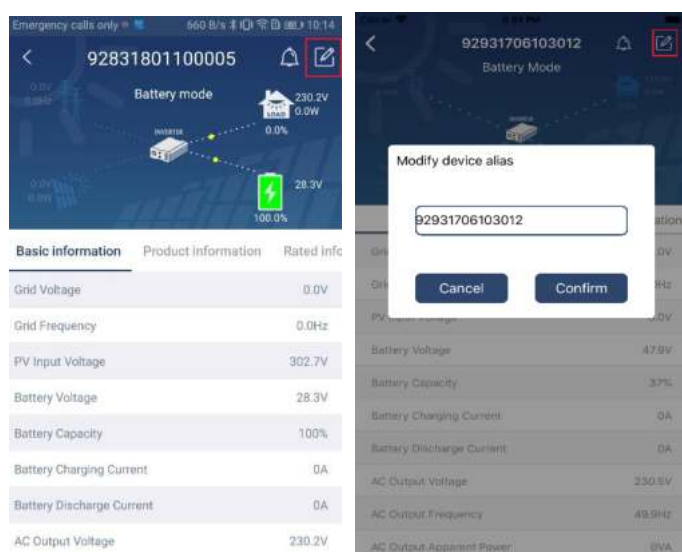 Emergency calls only
660 B/s
10:14
92831801100005
Battery mode
230.2V
LOAD
0.0W
0.0%
INVERTER
28.3V
100.0%
Basic information
Product information
Rated info
Grid Voltage
0.0V
Grid Frequency
0.0Hz
PV Input Voltage
302.7V
Battery Voltage
28.3V
Battery Capacity
100%
Battery Charging Current
0A
Battery Discharge Current
0A
AC Output Voltage
230.2V
92931706103012
Battery Mode
Modify device alias
92931706103012
Cancel
Confirm
Battery Voltage
47.9V
Battery Capacity
37%
Battery Charging Current
0A
Battery Discharge Current
0A
AC Output Voltage
230.5V
AC Output Frequency
49.9Hz
AC Output Apparent Power
0VA